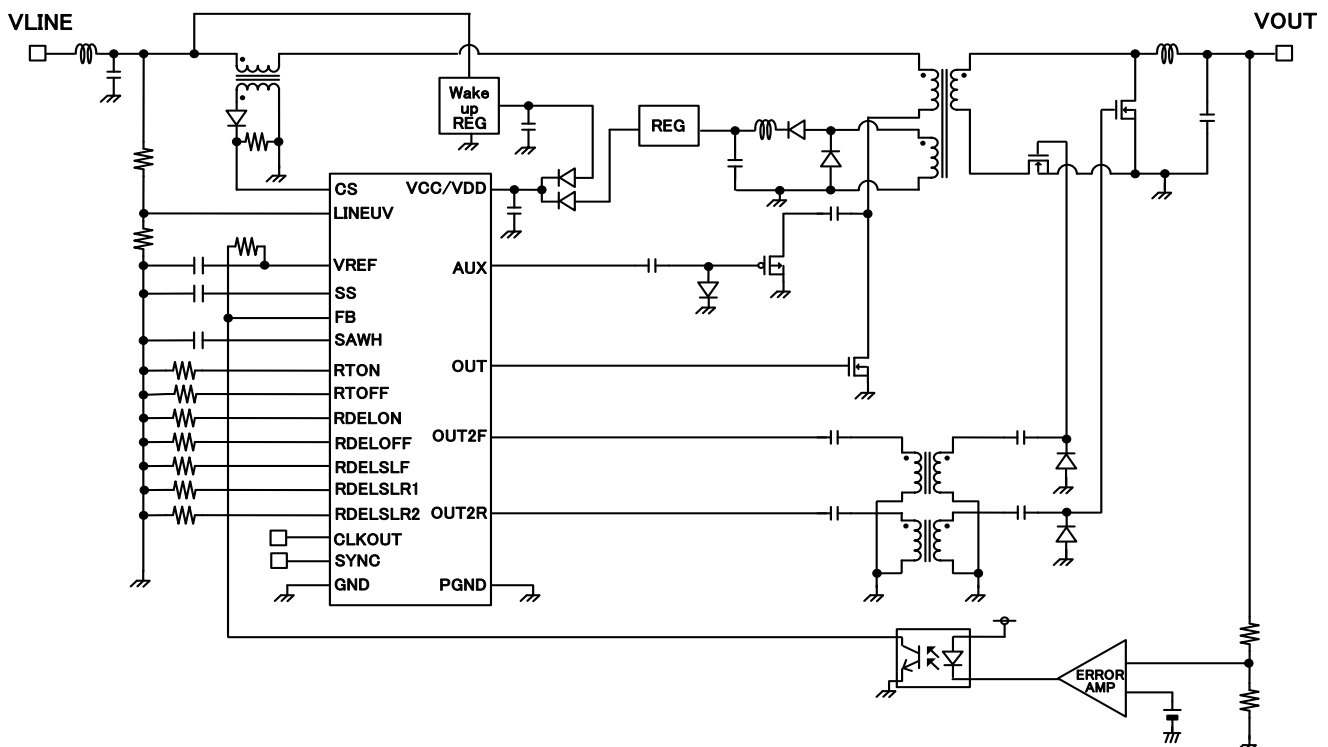 VLINE
VOUT
Wake
up
REG
REG
CS
VCC/VDD
LINEUV
VREF
AUX
SS
FB
SAWH
RTON
OUT
RTOFF
RDELON
RDELOFF
OUT2F
RDELSLF
RDELSLR1
RDELSLR2
OUT2R
CLKOUT
SYNC
GND
PGND
ERROR
AMP